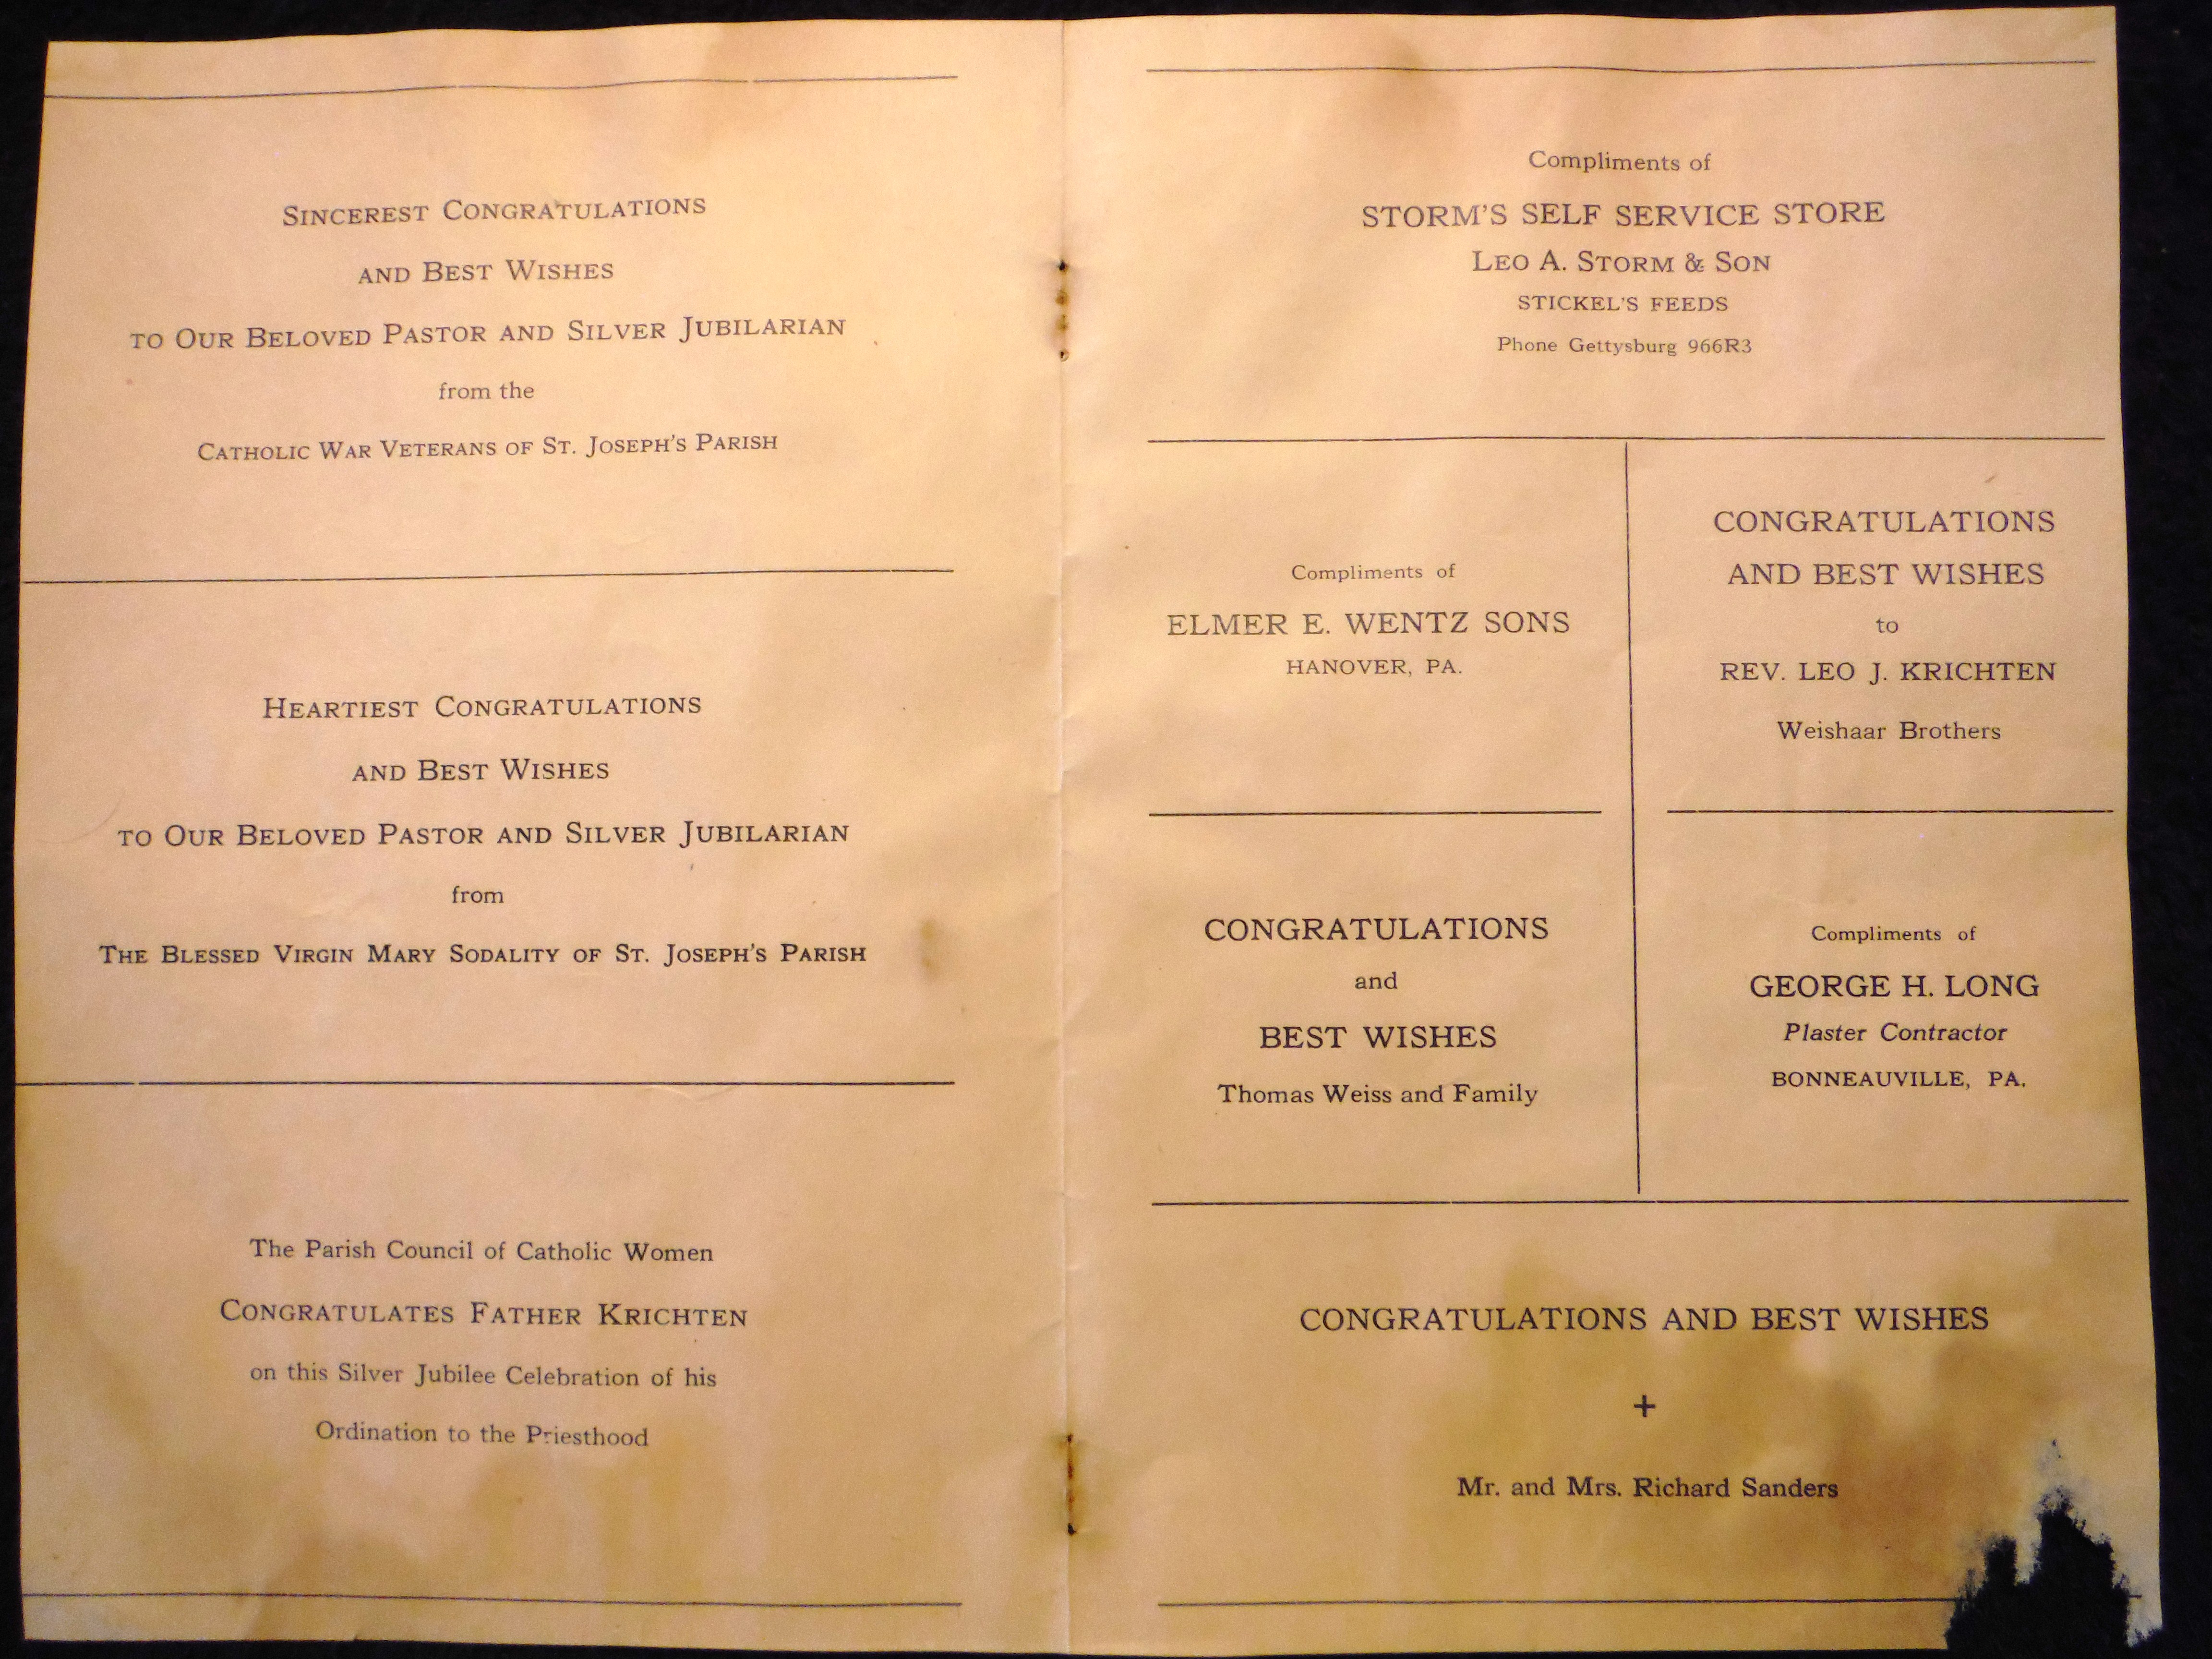 Sincerest Congratulations
and Best Wishes
to Our Beloved Pastor and Silver Jubilarian
from the
Catholic War Veterans of St. Joseph's Parish
Heartiest Congratulations
and Best Wishes
to Our Beloved Pastor and Silver Jubilarian
from
The Blessed Virgin Mary Sodality of St. Joseph's Parish
The Parish Council of Catholic Women
Congratulates Father Krichten
on this Silver Jubilee Celebration of his
Ordination to the Priesthood
Compliments of
STORM'S SELF SERVICE STORE
Leo A. Storm & Son
STICKEL'S FEEDS
Phone Gettysburg 966R3
Compliments of
ELMER E. WENTZ SONS
HANOVER, PA.
CONGRATULATIONS
AND BEST WISHES
to
REV. LEO J. KRICHTEN
Weishaar Brothers
CONGRATULATIONS
and
BEST WISHES
Thomas Weiss and Family
Compliments of
GEORGE H. LONG
Plaster Contractor
BONNEAUVILLE, PA.
CONGRATULATIONS AND BEST WISHES
+
Mr. and Mrs. Richard Sanders